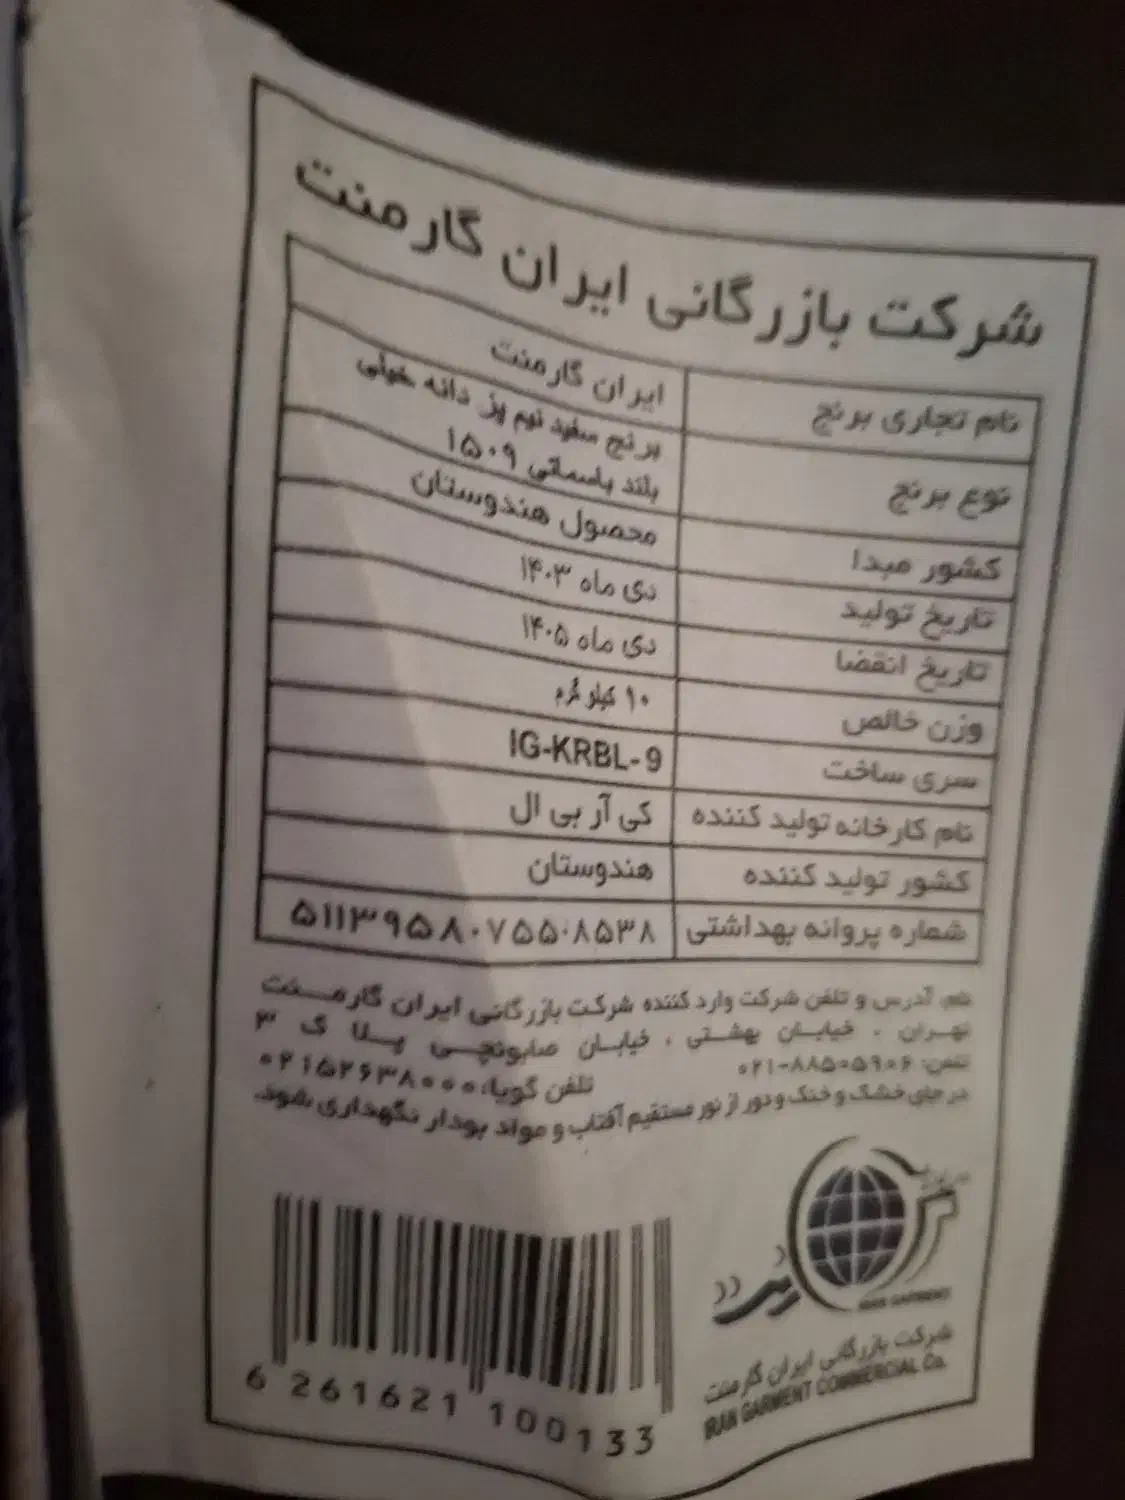 شرکت بازرگانی ایران گارمنت
نام تجاری برنج ایران گارمنت
نوع برنج برنج سفید نیم پز دانه خیلی
بلند باسماتی ۱۵۰۹
کشور مبدا محصول هندوستان
تاریخ تولید دی ماه ۱۴۰۳
تاریخ انقضا دی ماه ۱۴۰۵
وزن خالص ۱۰ کیلو گرم
سری ساخت IG-KRBL-9
نام کارخانه تولید کننده کی آر بی ال
کشور تولید کننده هندوستان
شماره پروانه بهداشتی ۵۱۱۳۹۵۸۰۷۵۵۰۸۵۳۸
نام، آدرس و تلفن شرکت وارد کننده شرکت بازرگانی ایران گارمنت
تهران ، خیابان بهشتی ، خیابان صابونچی پلاک ۳
تلفن: ۰۲۱-۸۸۵۰۵۹۰۶ تلفن گویا: ۰۲۱۵۲۶۳۸۰۰۰
در جای خشک و خنک و دور از نور مستقیم آفتاب و مواد بودار نگهداری شود.
IRAN GARMENT
شرکت بازرگانی ایران گارمنت
IRAN GARMENT COMMERCIAL Co.
6 261621 100133